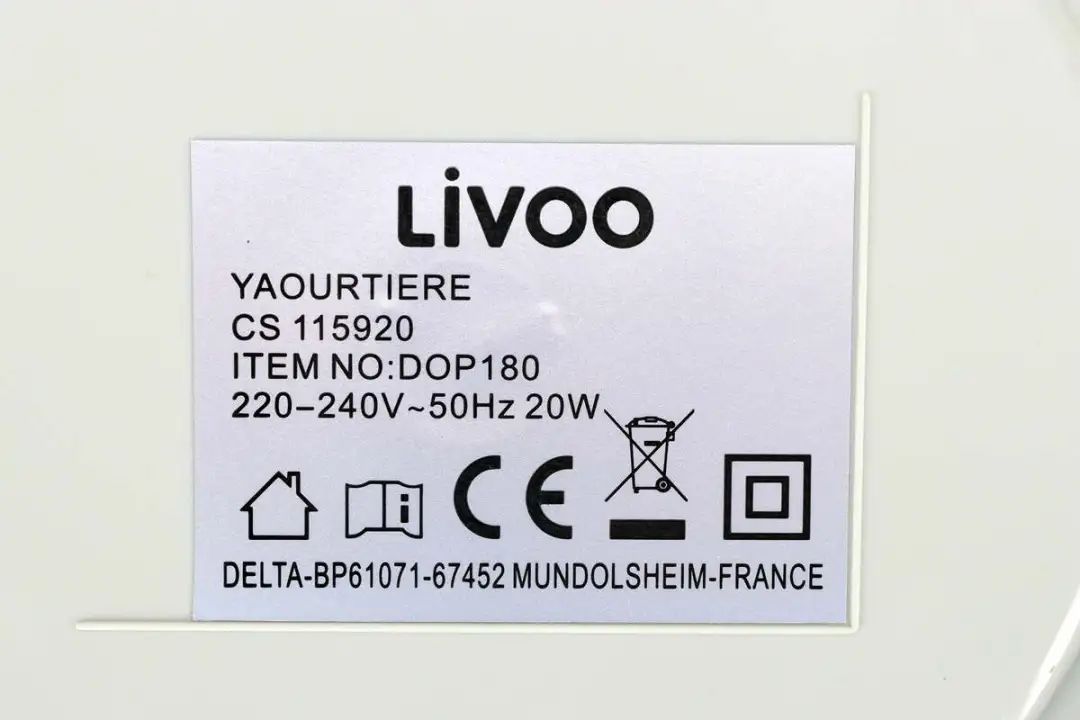 LiVOO
YAOURTIERE
CS 115920
ITEM NO:DOP180
220–240V~50Hz 20W
i CE
DELTA-BP61071-67452 MUNDOLSHEIM-FRANCE